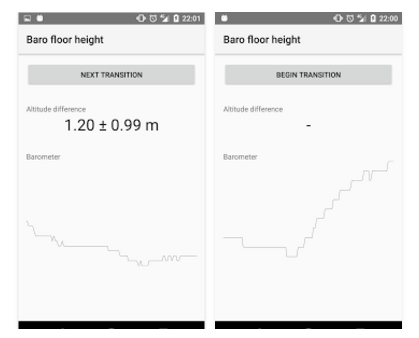 22:01
Baro floor height
NEXT TRANSITION
Altitude difference
1.20 ± 0.99 m
Barometer
22:00
Baro floor height
BEGIN TRANSITION
Altitude difference
-
Barometer